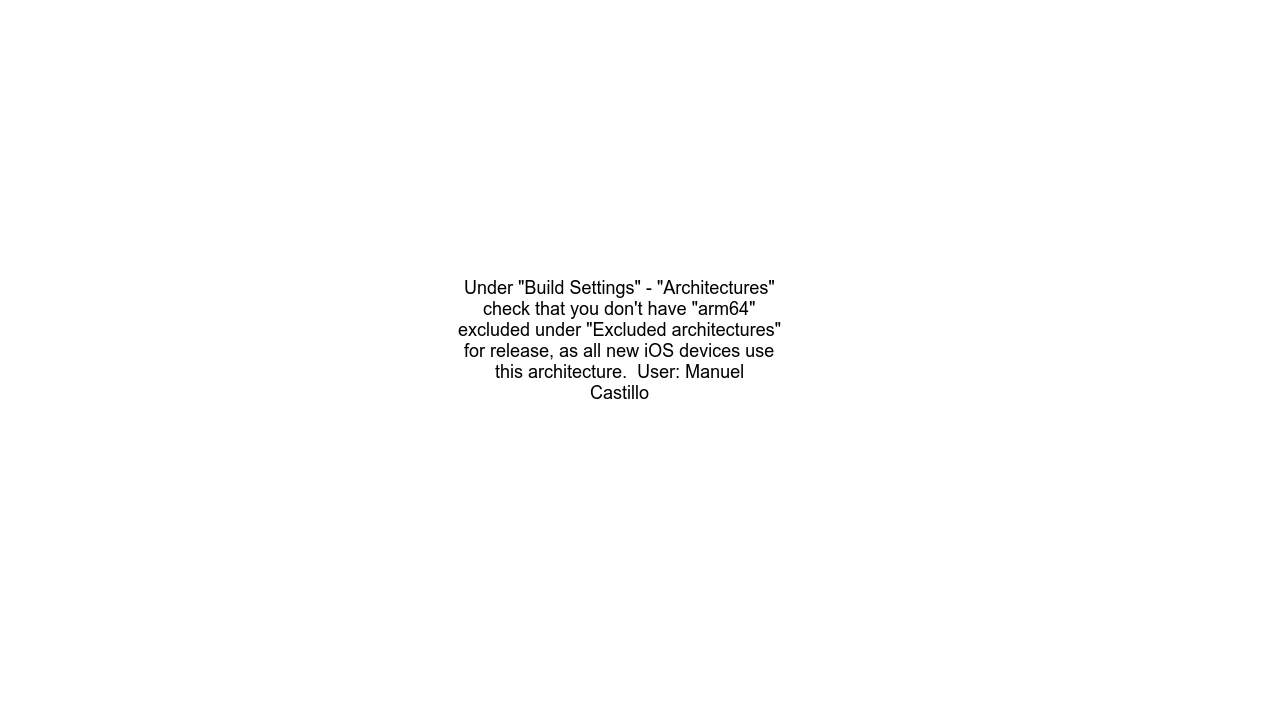 Under "Build Settings" - "Architectures"
check that you don't have "arm64"
excluded under "Excluded architectures"
for release, as all new iOS devices use
this architecture.  User: Manuel
Castillo